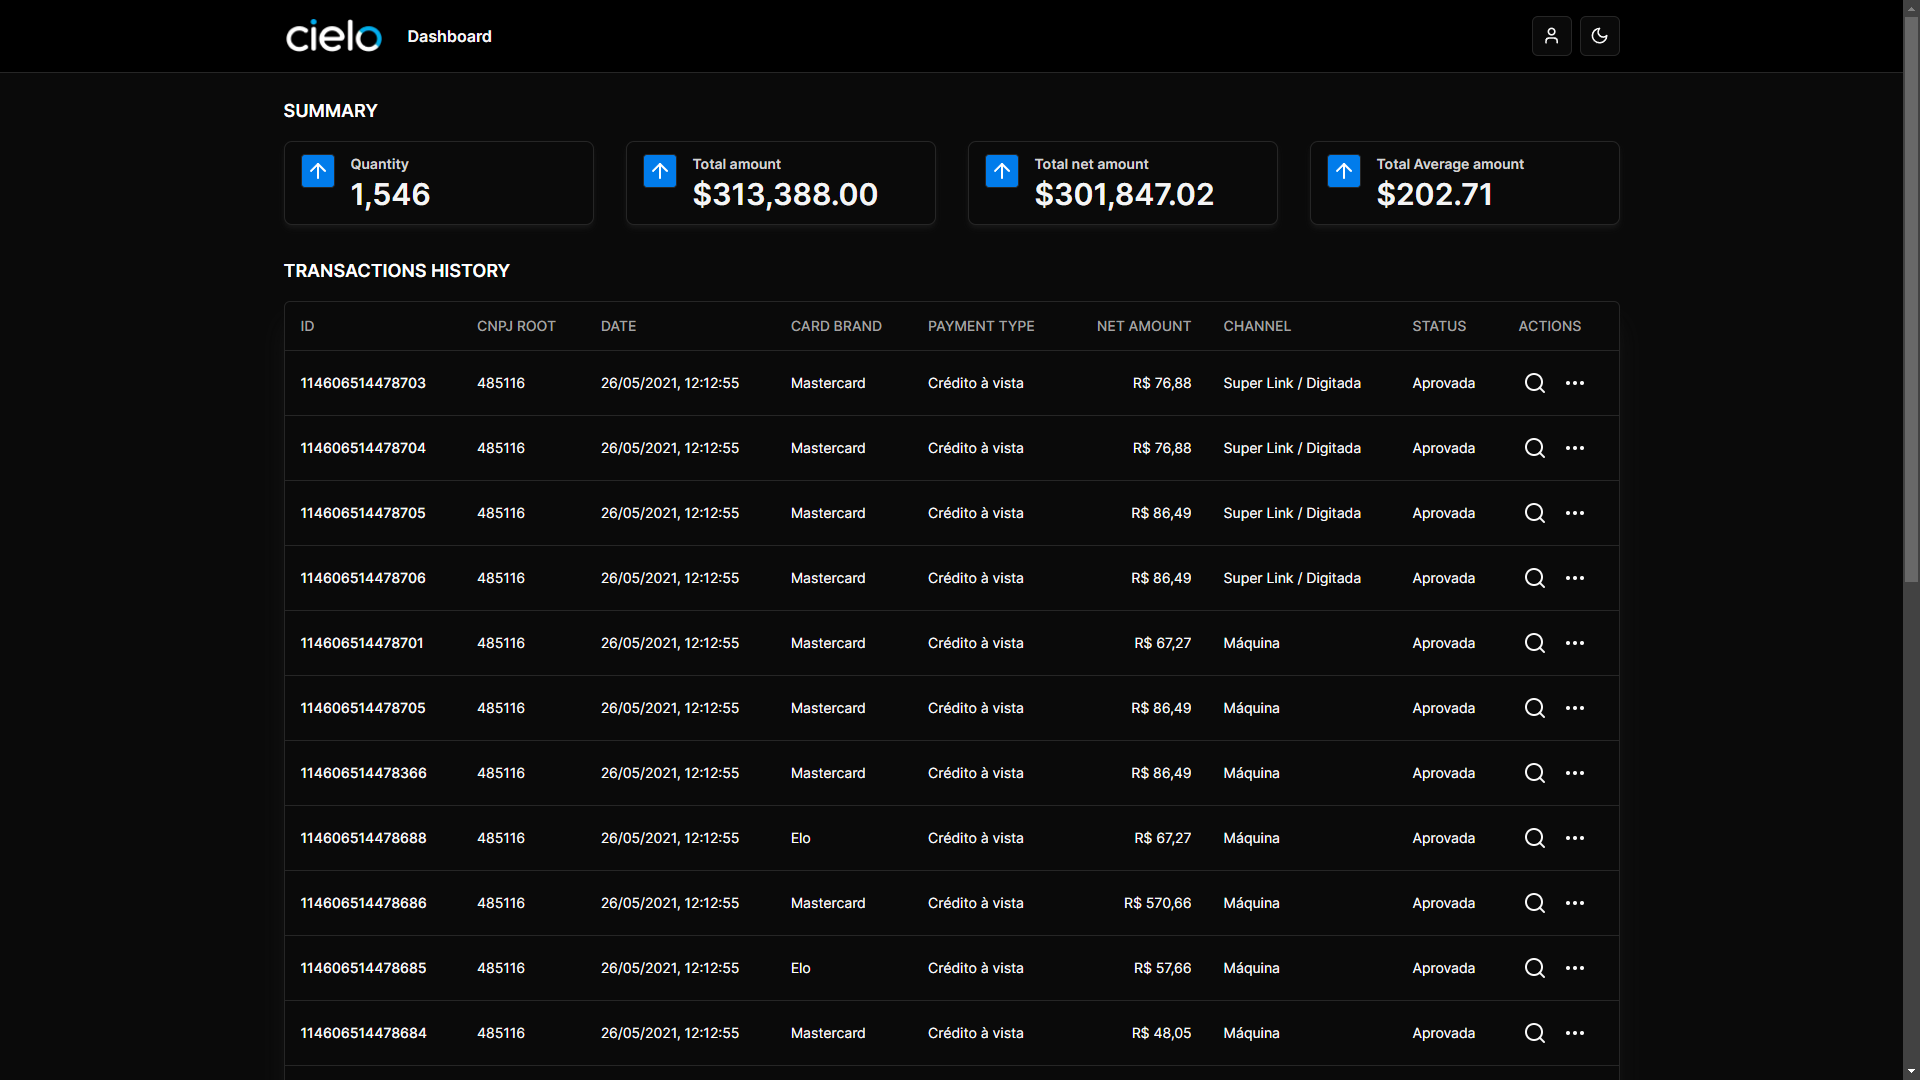 cielo Dashboard
SUMMARY
Quantity
1,546
Total amount
$313,388.00
Total net amount
$301,847.02
Total Average amount
$202.71
TRANSACTIONS HISTORY
ID CNPJ ROOT DATE CARD BRAND PAYMENT TYPE NET AMOUNT CHANNEL STATUS ACTIONS
114606514478703 485116 26/05/2021, 12:12:55 Mastercard Crédito à vista R$ 76,88 Super Link / Digitada Aprovada
114606514478704 485116 26/05/2021, 12:12:55 Mastercard Crédito à vista R$ 76,88 Super Link / Digitada Aprovada
114606514478705 485116 26/05/2021, 12:12:55 Mastercard Crédito à vista R$ 86,49 Super Link / Digitada Aprovada
114606514478706 485116 26/05/2021, 12:12:55 Mastercard Crédito à vista R$ 86,49 Super Link / Digitada Aprovada
114606514478701 485116 26/05/2021, 12:12:55 Mastercard Crédito à vista R$ 67,27 Máquina Aprovada
114606514478705 485116 26/05/2021, 12:12:55 Mastercard Crédito à vista R$ 86,49 Máquina Aprovada
114606514478366 485116 26/05/2021, 12:12:55 Mastercard Crédito à vista R$ 86,49 Máquina Aprovada
114606514478688 485116 26/05/2021, 12:12:55 Elo Crédito à vista R$ 67,27 Máquina Aprovada
114606514478686 485116 26/05/2021, 12:12:55 Mastercard Crédito à vista R$ 570,66 Máquina Aprovada
114606514478685 485116 26/05/2021, 12:12:55 Elo Crédito à vista R$ 57,66 Máquina Aprovada
114606514478684 485116 26/05/2021, 12:12:55 Mastercard Crédito à vista R$ 48,05 Máquina Aprovada